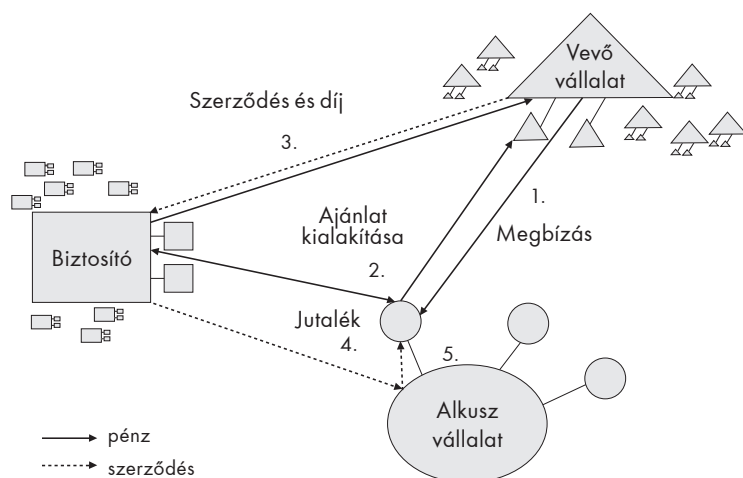 Vevő
vállalat
Szerződés és díj
3.
1.
Ajánlat
kialakítása
Megbízás
Biztosító
2.
Jutalék
4.
5.
Alkusz
vállalat
pénz
szerződés